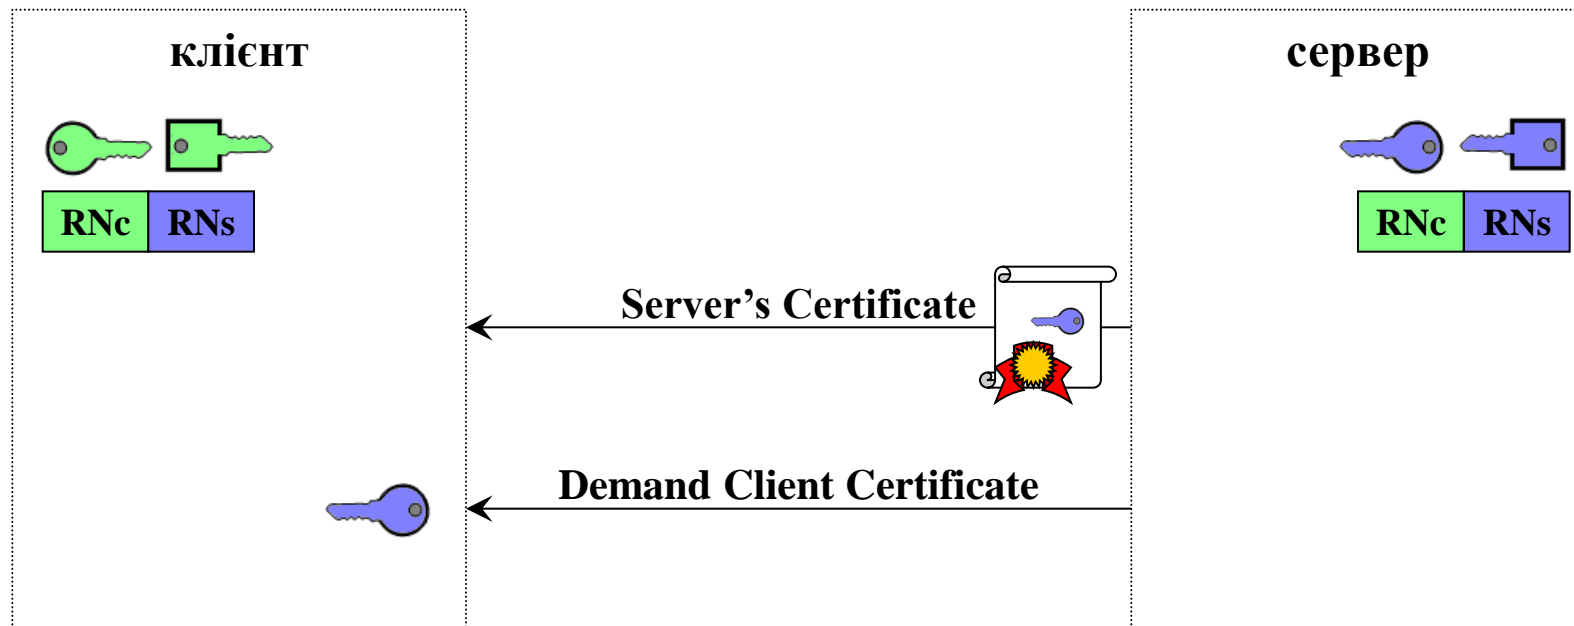 клієнт
сервер
RNc RNs
RNc RNs
Server’s Certificate
Demand Client Certificate